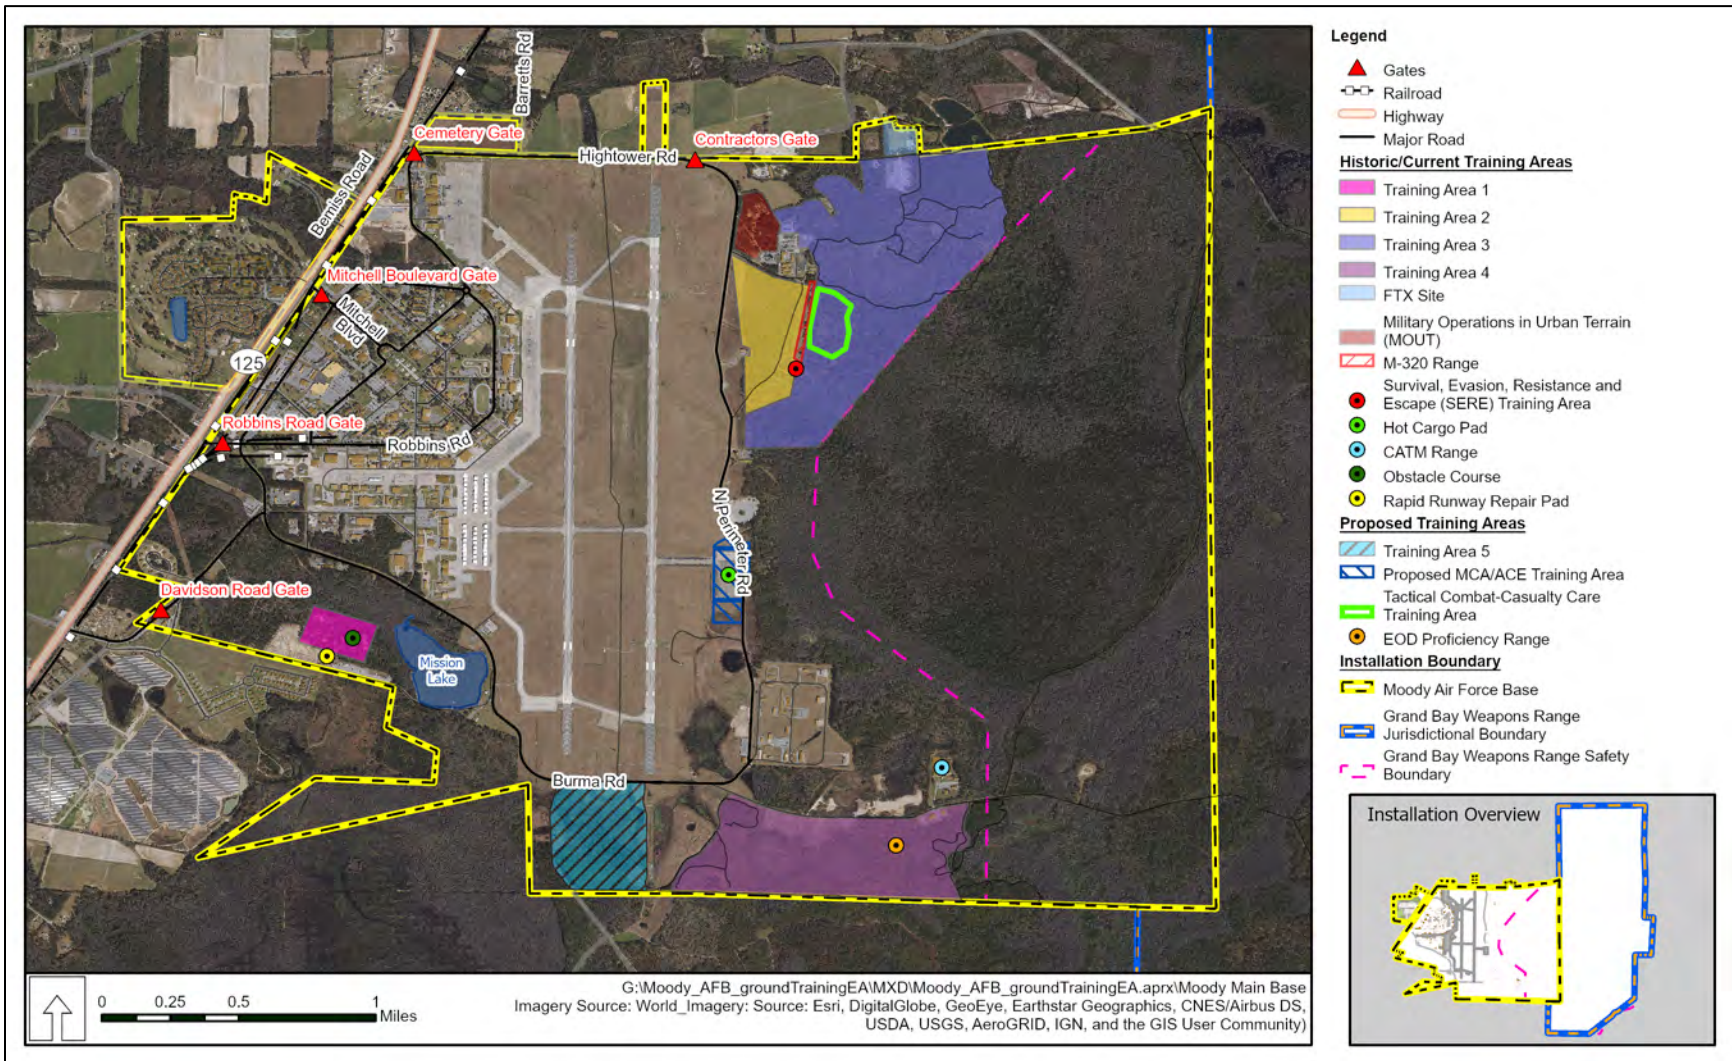 Barretts Rd
Cemetery Gate
Hightower Rd
Contractors Gate
Bemiss Road
Mitchell Boulevard Gate
Mitchell
Blvd
125
Robbins Road Gate
Robbins Rd
N Perimeter Rd
Davidson Road Gate
Mission
Lake
Burma Rd
0 0.25 0.5 1
Miles
G:\Moody_AFB_groundTrainingEA\MXD\Moody_AFB_groundTrainingEA.aprx\Moody Main Base
Imagery Source: World_Imagery: Source: Esri, DigitalGlobe, GeoEye, Earthstar Geographics, CNES/Airbus DS,
USDA, USGS, AeroGRID, IGN, and the GIS User Community)
Legend
Gates
Railroad
Highway
Major Road
Historic/Current Training Areas
Training Area 1
Training Area 2
Training Area 3
Training Area 4
FTX Site
Military Operations in Urban Terrain
(MOUT)
M-320 Range
Survival, Evasion, Resistance and
Escape (SERE) Training Area
Hot Cargo Pad
CATM Range
Obstacle Course
Rapid Runway Repair Pad
Proposed Training Areas
Training Area 5
Proposed MCA/ACE Training Area
Tactical Combat-Casualty Care
Training Area
EOD Proficiency Range
Installation Boundary
Moody Air Force Base
Grand Bay Weapons Range
Jurisdictional Boundary
Grand Bay Weapons Range Safety
Boundary
Installation Overview